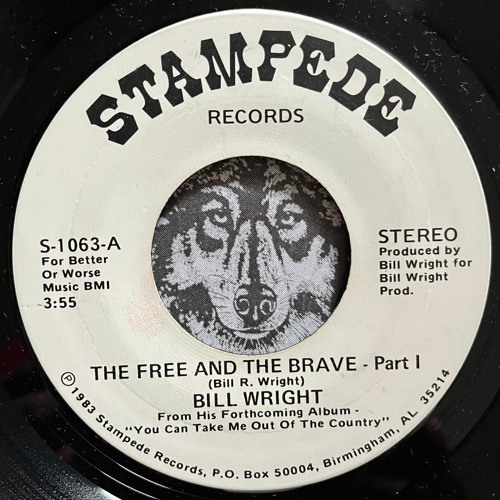 STAMPEDE
RECORDS
S-1063-A
For Better
Or Worse
Music BMI
3:55
STEREO
Produced by
Bill Wright for
Bill Wright
Prod.
THE FREE AND THE BRAVE - Part I
(Bill R. Wright)
BILL WRIGHT
From His Forthcoming Album -
"You Can Take Me Out Of The Country"
℗ 1983 Stampede Records, P.O. Box 50004, Birmingham, AL 35214